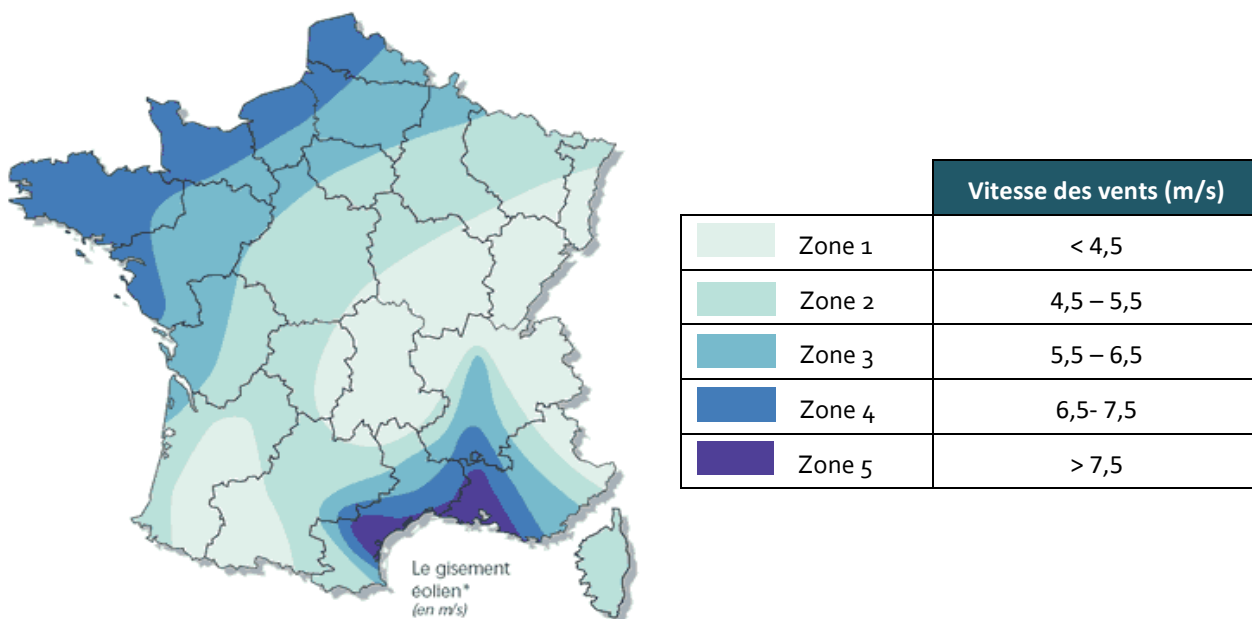 Le gisement
éolien*
(en m/s)
Vitesse des vents (m/s)
Zone 1 < 4,5
Zone 2 4,5 – 5,5
Zone 3 5,5 – 6,5
Zone 4 6,5- 7,5
Zone 5 > 7,5